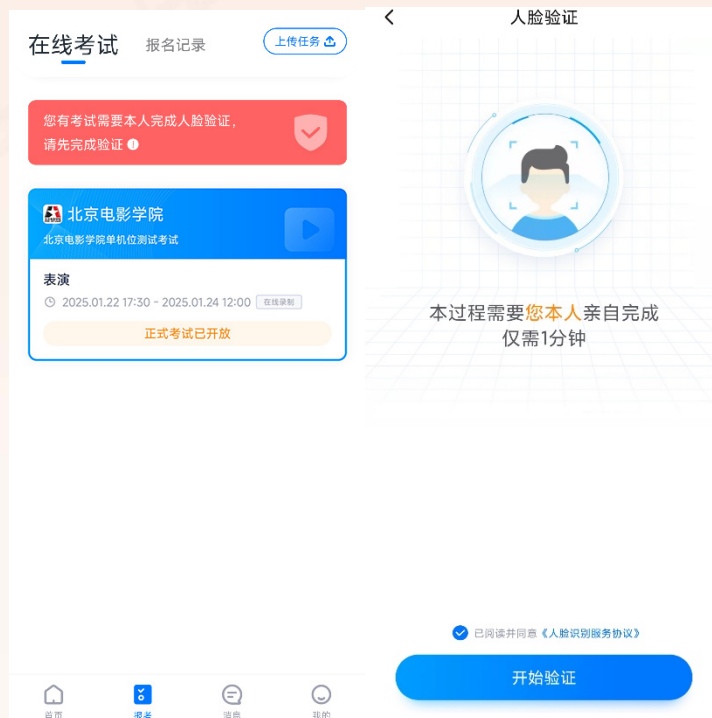 在线考试
报名记录
上传任务
您有考试需要本人完成人脸验证，
请先完成验证
北京电影学院
北京电影学院单机位测试考试
表演
2025.01.22 17:30 - 2025.01.24 12:00
在线录制
正式考试已开放
首页
报考
消息
我的
人脸验证
本过程需要您本人亲自完成
仅需1分钟
已阅读并同意《人脸识别服务协议》
开始验证